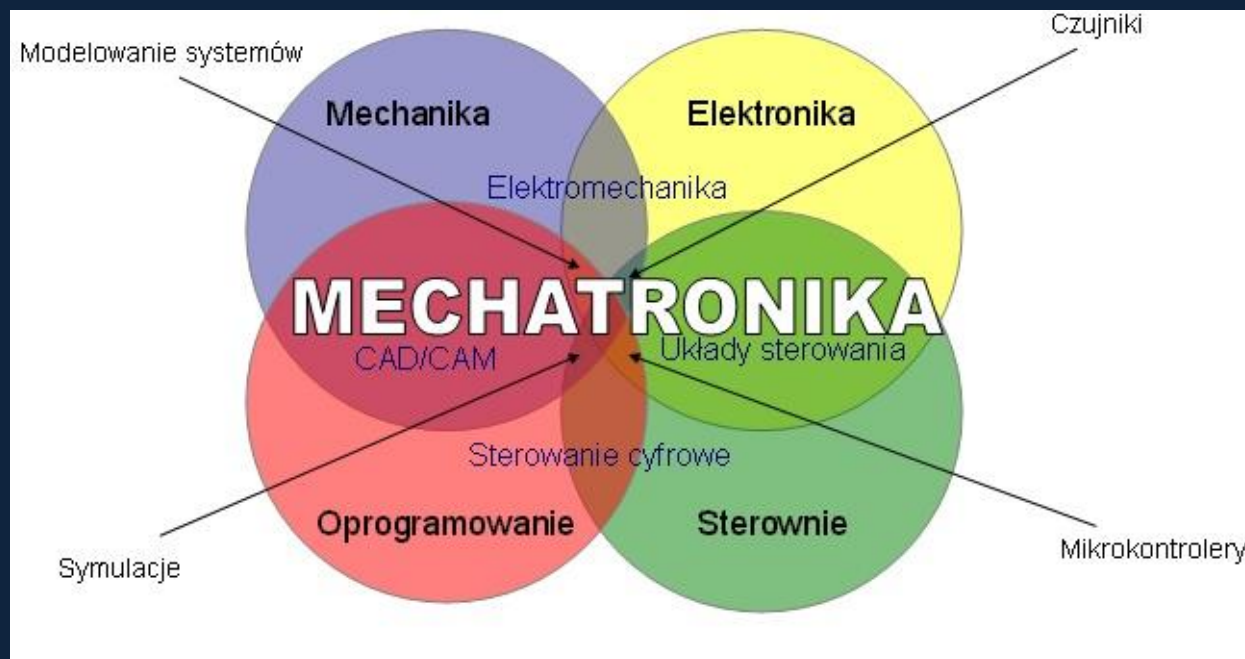 Czujniki
Modelowanie systemów
Mechanika
Elektronika
Elektromechanika
MECHATRONIKA
CAD/CAM
Układy sterowania
Sterowanie cyfrowe
Oprogramowanie
Sterownie
Symulacje
Mikrokontrolery